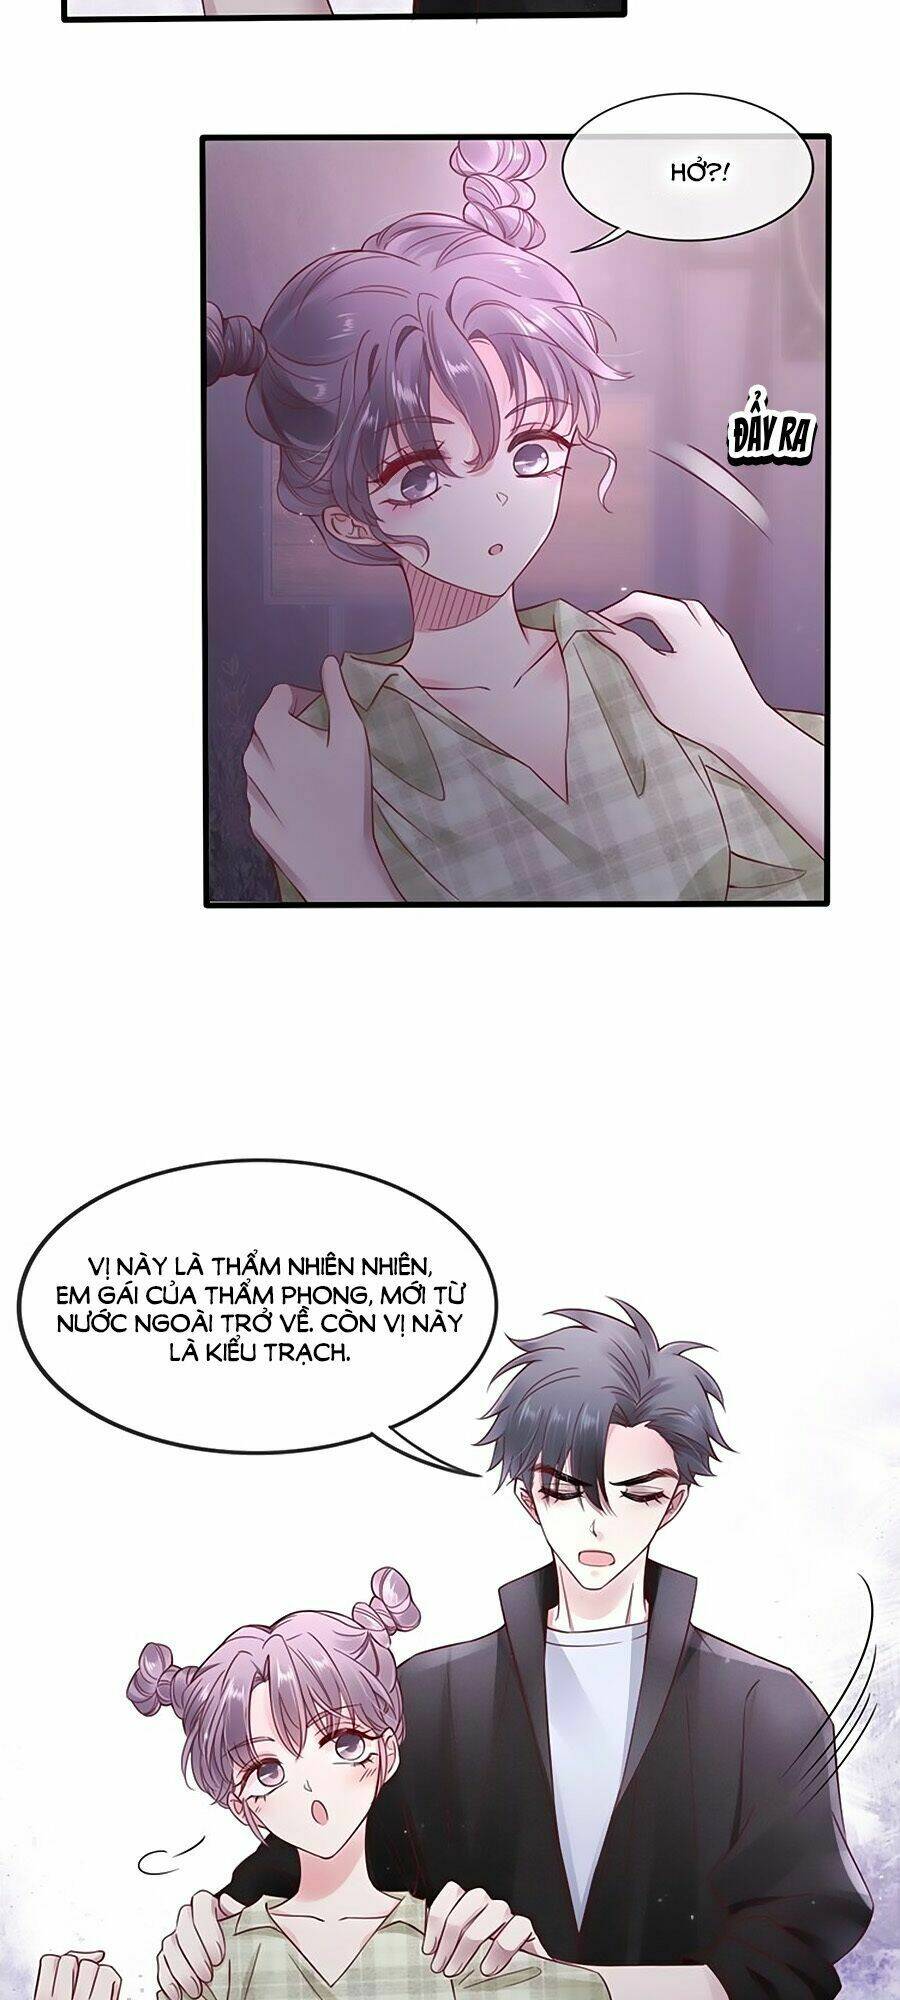 HỞ?!
ĐẨY RA
VỊ NÀY LÀ THẨM NHIÊN NHIÊN,
EM GÁI CỦA THẨM PHONG, MỚI TỪ
NƯỚC NGOÀI TRỞ VỀ. CÒN VỊ NÀY
LÀ KIỀU TRẠCH.